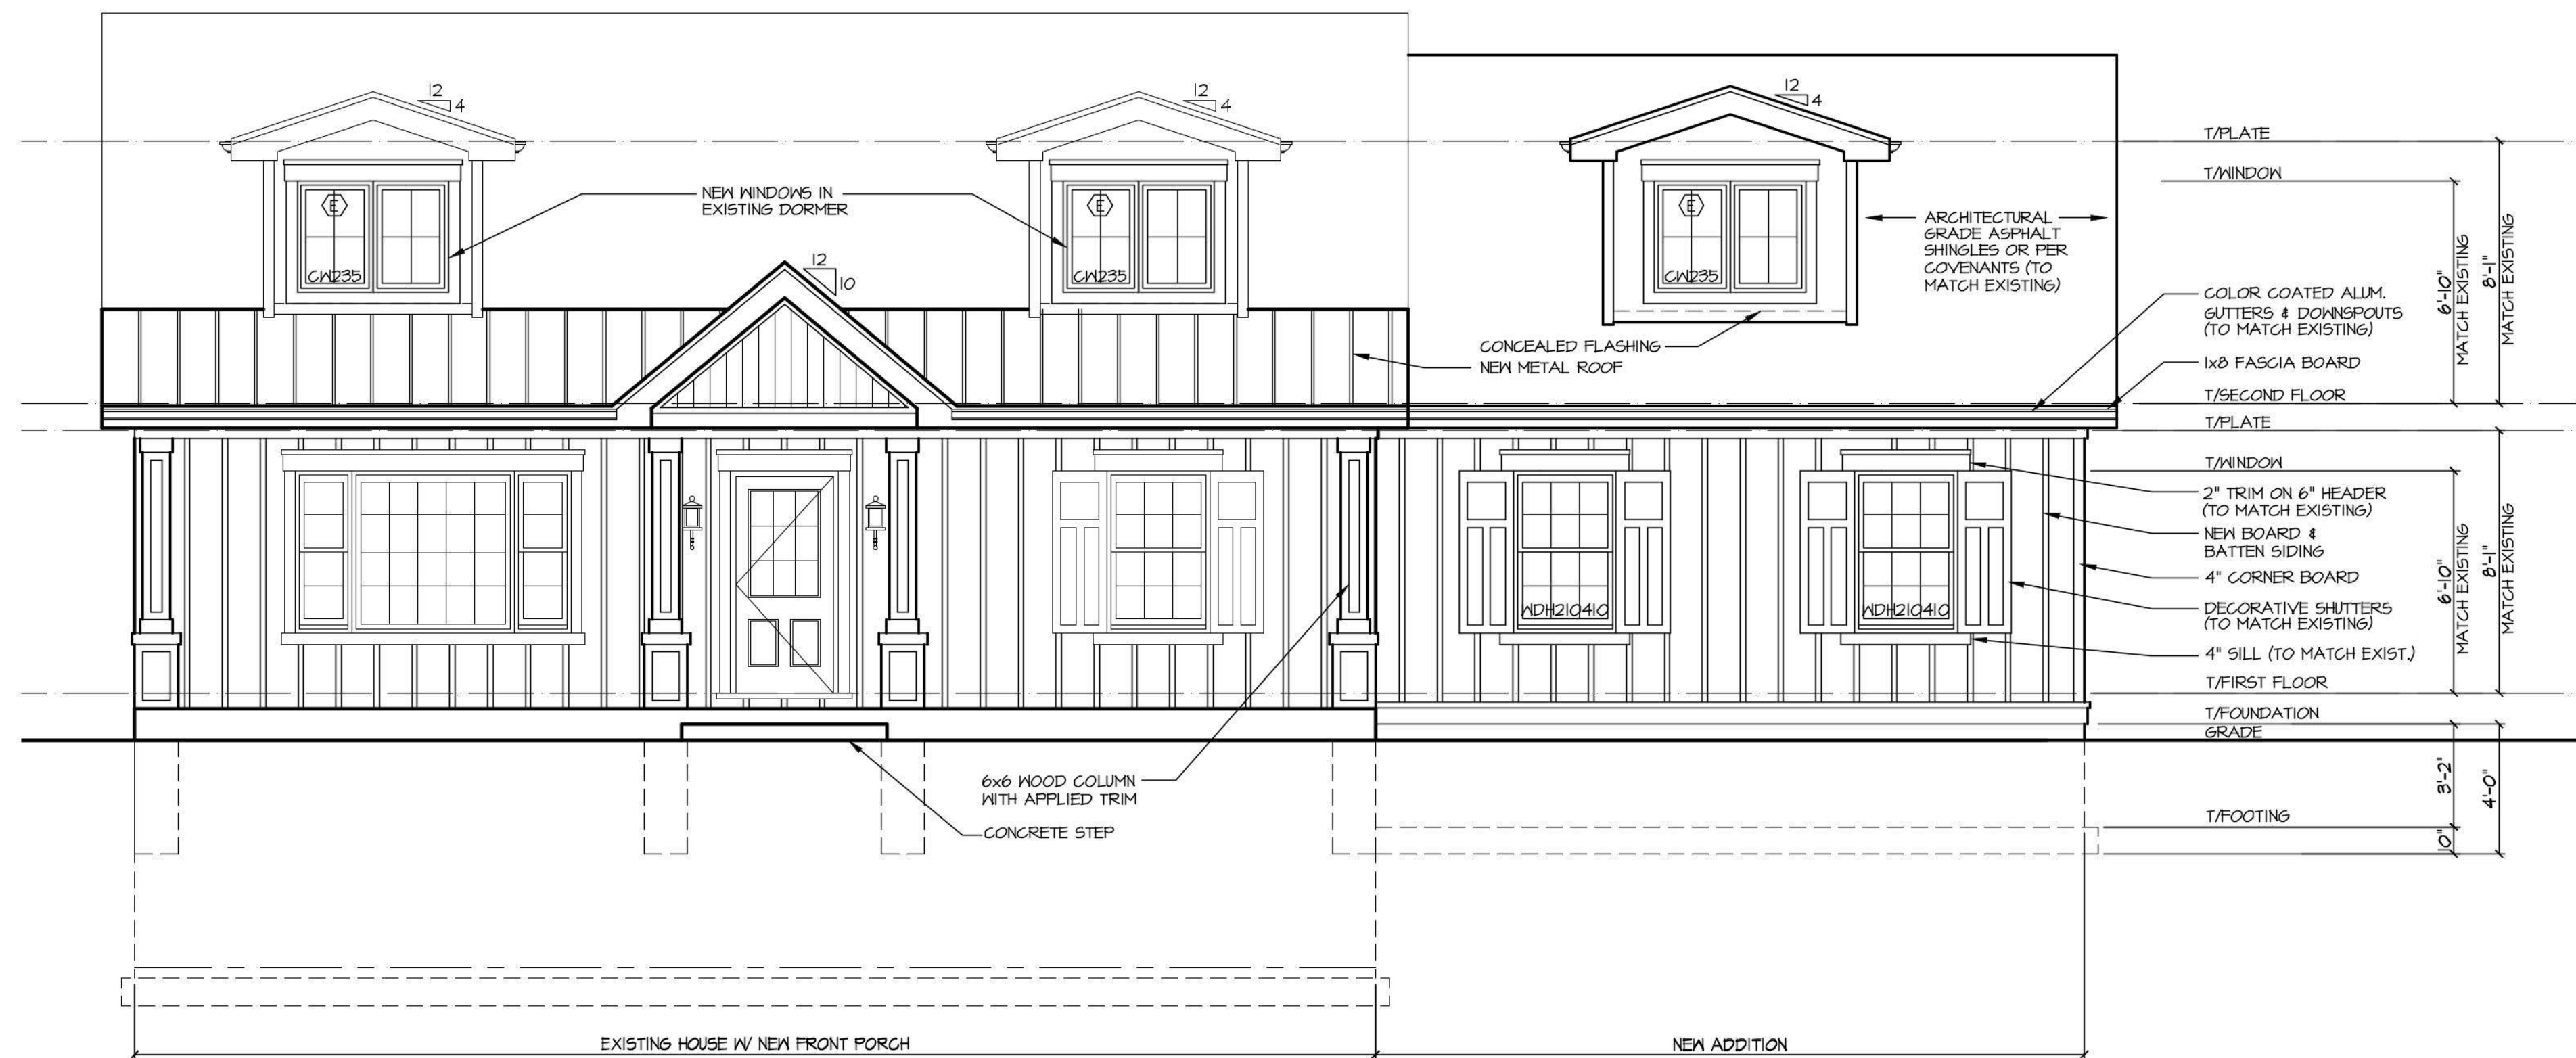 12
4
12
4
12
4
T/PLATE
T/WINDOW
NEW WINDOWS IN
EXISTING DORMER
E
CW235
E
CW235
E
CW235
12
10
ARCHITECTURAL
GRADE ASPHALT
SHINGLES OR PER
COVENANTS (TO
MATCH EXISTING)
6'-10"
MATCH EXISTING
8'-1"
MATCH EXISTING
COLOR COATED ALUM.
GUTTERS & DOWNSPOUTS
(TO MATCH EXISTING)
CONCEALED FLASHING
NEW METAL ROOF
1x8 FASCIA BOARD
T/SECOND FLOOR
T/PLATE
T/WINDOW
2" TRIM ON 6" HEADER
(TO MATCH EXISTING)
NEW BOARD &
BATTEN SIDING
4" CORNER BOARD
DECORATIVE SHUTTERS
(TO MATCH EXISTING)
4" SILL (TO MATCH EXIST.)
6'-10"
MATCH EXISTING
8'-1"
MATCH EXISTING
WDH210410
WDH210410
T/FIRST FLOOR
T/FOUNDATION
GRADE
6x6 WOOD COLUMN
WITH APPLIED TRIM
CONCRETE STEP
3'-2"
4'-0"
T/FOOTING
10"
EXISTING HOUSE W/ NEW FRONT PORCH
NEW ADDITION